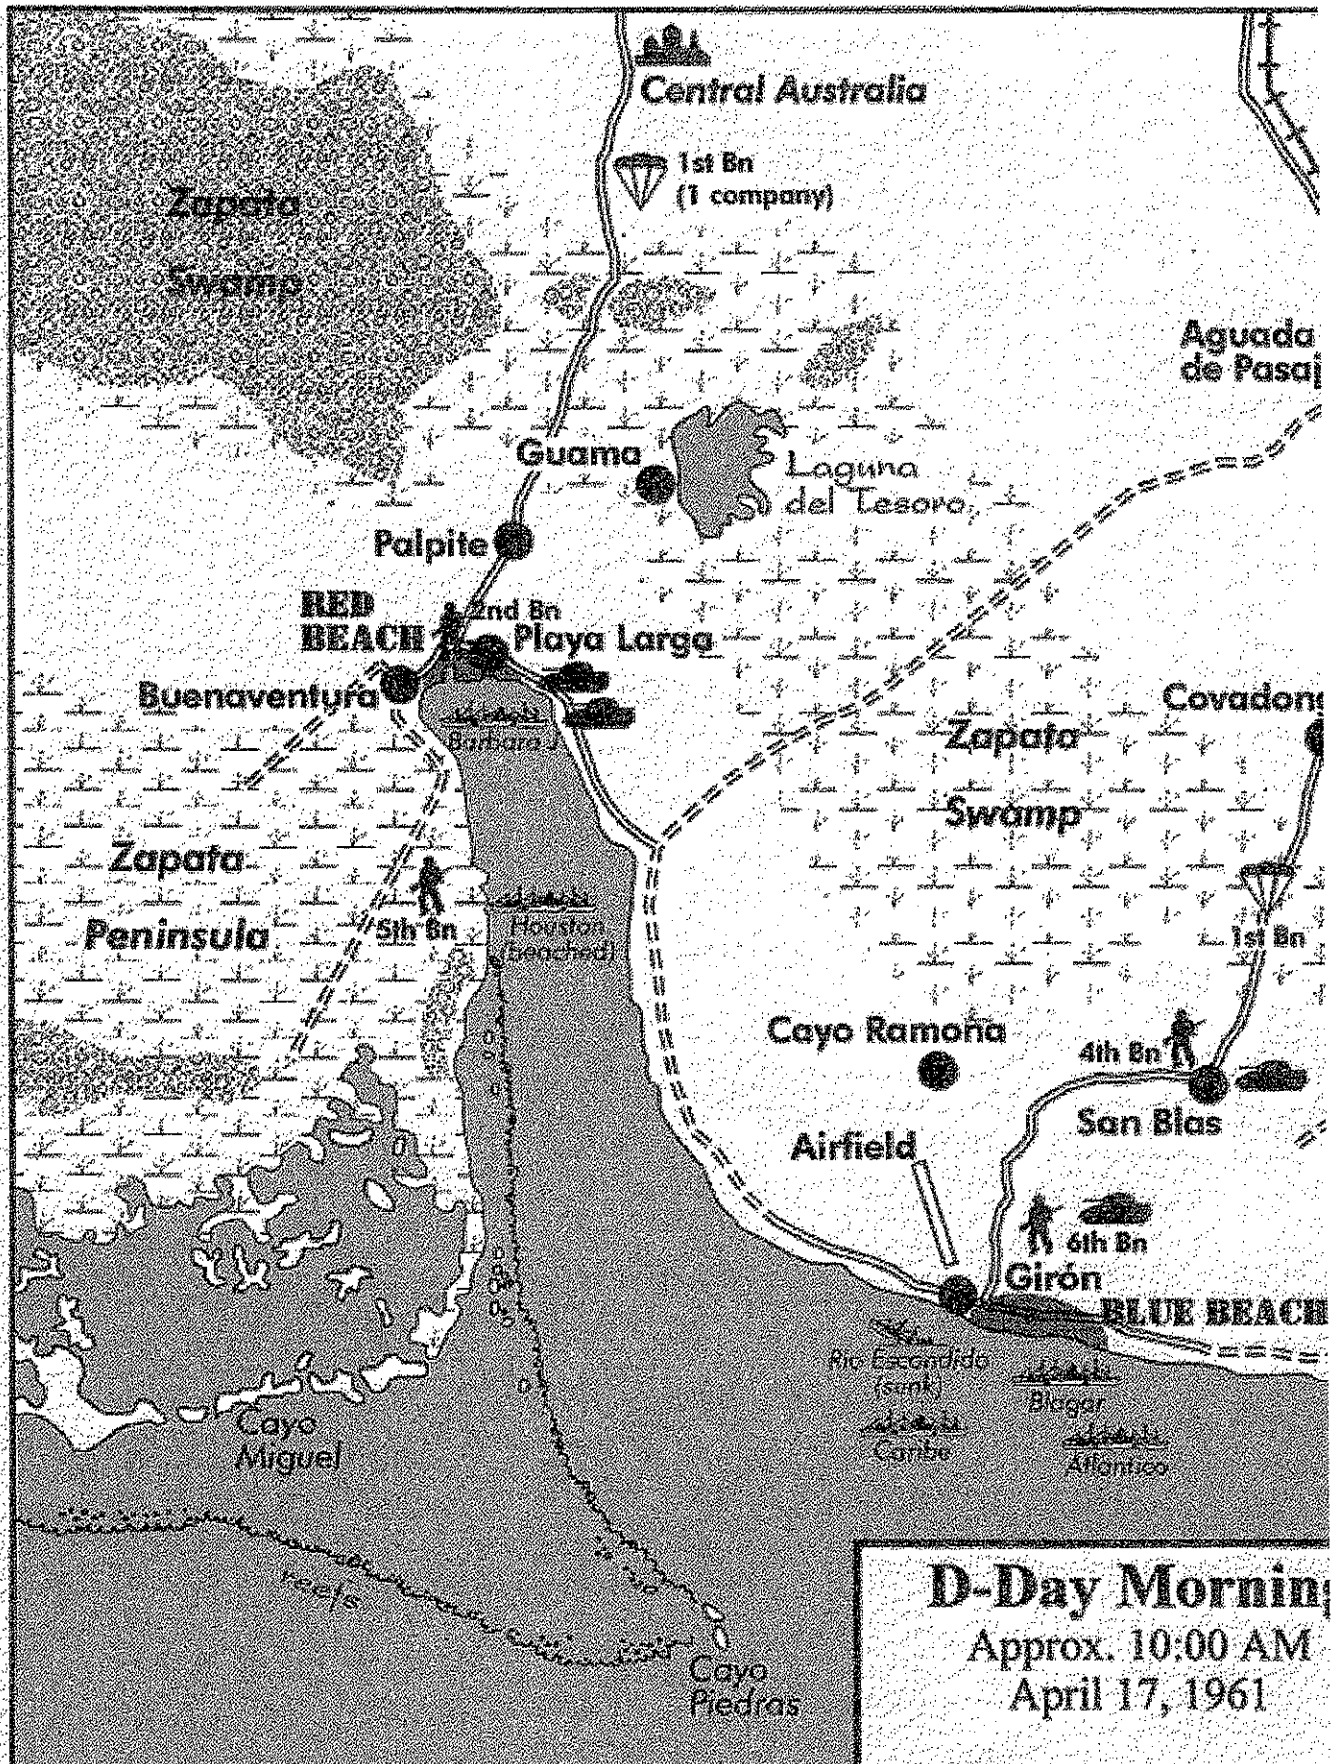 Central Australia
1st Bn
(1 company)
Zapata
Swamp
Aguada
de Pasaj
Guama
Laguna
del Tesoro
Palpite
RED
BEACH
2nd Bn
Playa Larga
Buenaventura
Barbara J
Covadong
Zapata
Swamp
Zapata
Peninsula
5th Bn
Houston
(beached)
1st Bn
Cayo Ramona
4th Bn
San Blas
Airfield
6th Bn
Girón
BLUE BEACH
Rio Escondido
(sunk)
Blagar
Caribe
Atlantico
Cayo
Miguel
reefs
Cayo
Piedras
D-Day Morning
Approx. 10:00 AM
April 17, 1961